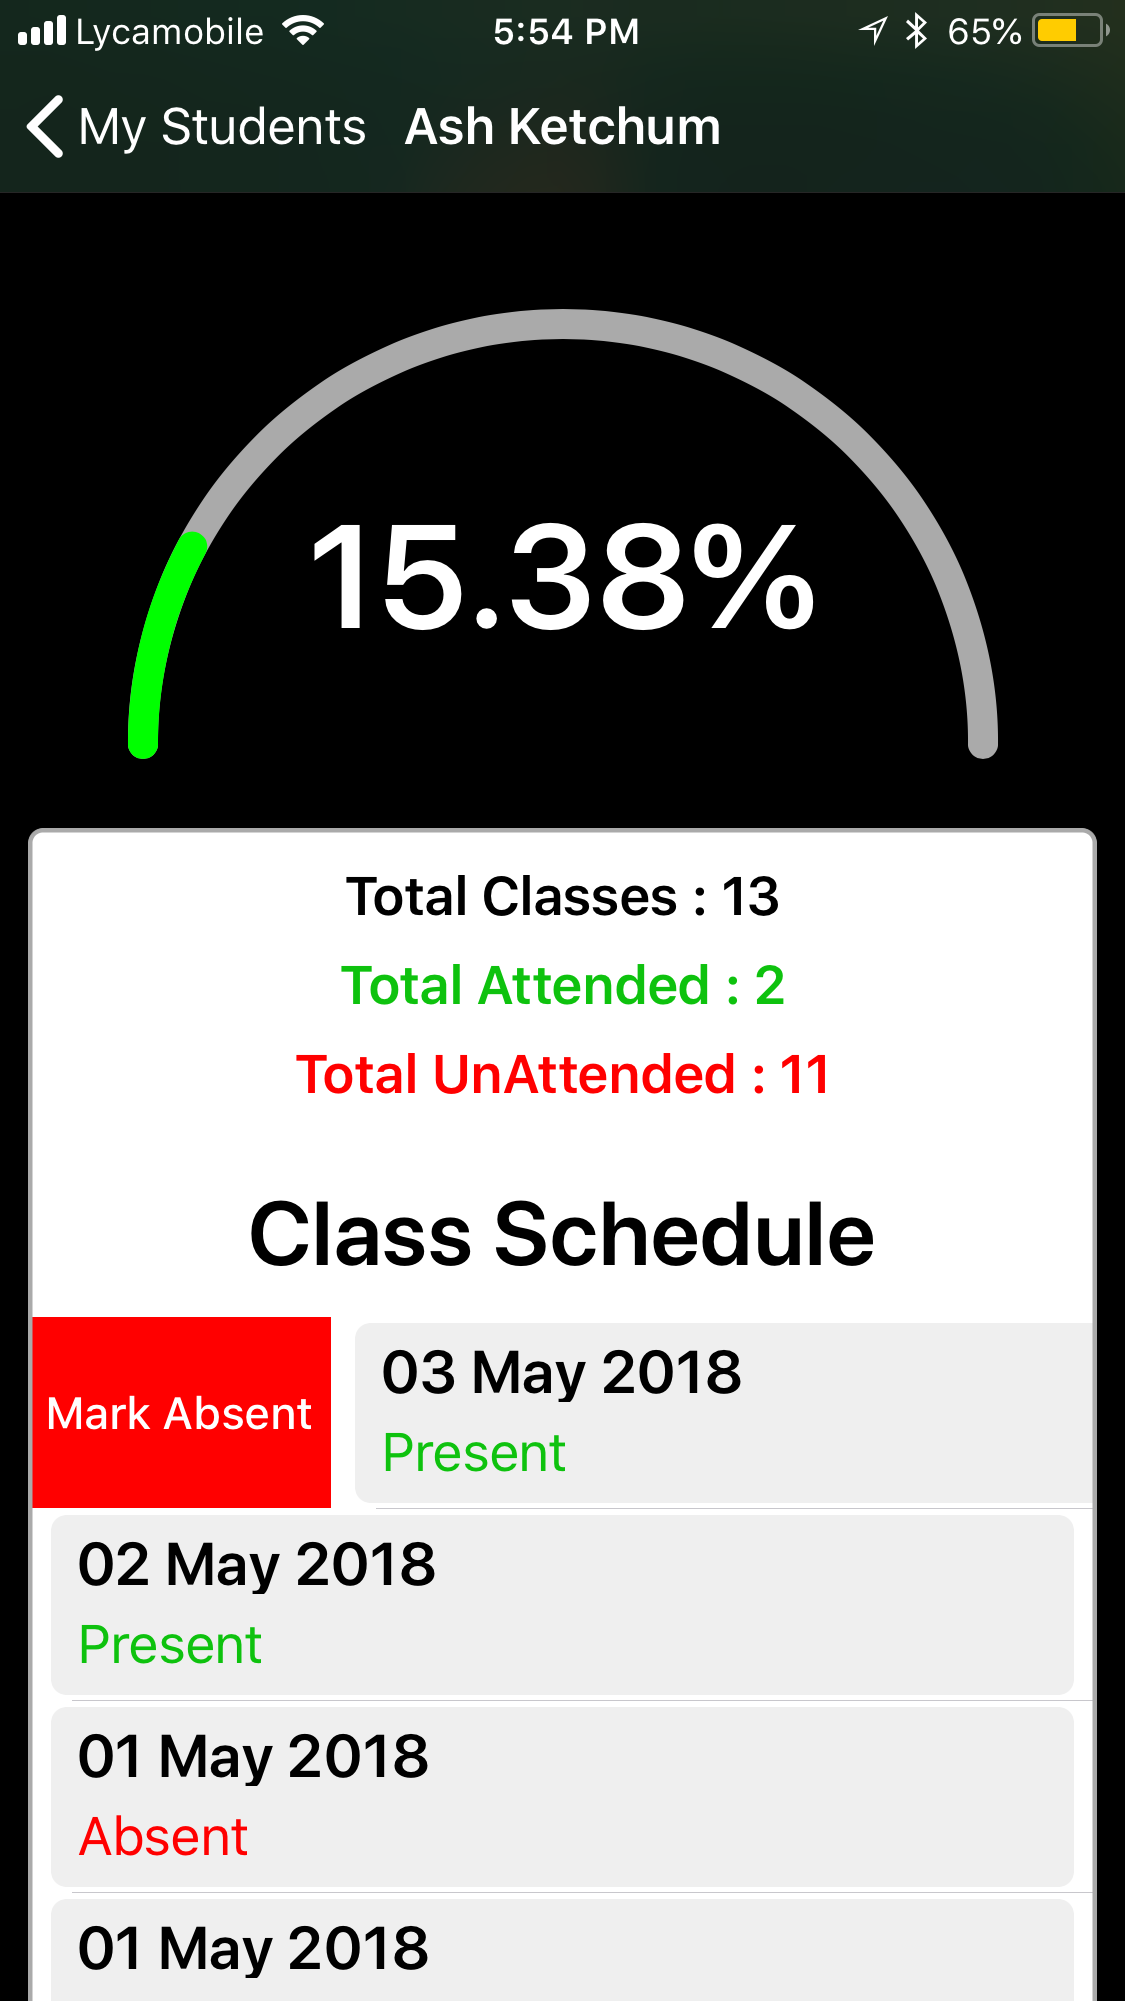 Lycamobile 5:54 PM 65%
My Students Ash Ketchum
15.38%
Total Classes : 13
Total Attended : 2
Total UnAttended : 11
Class Schedule
Mark Absent
03 May 2018
Present
02 May 2018
Present
01 May 2018
Absent
01 May 2018